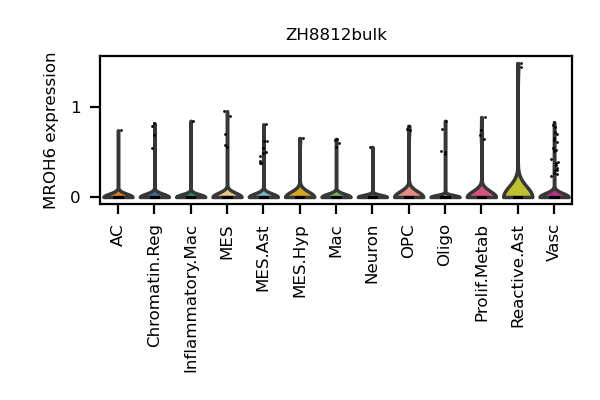 ZH8812bulk
MROH6 expression
1
0
AC
Chromatin.Reg
Inflammatory.Mac
MES
MES.Ast
MES.Hyp
Mac
Neuron
OPC
Oligo
Prolif.Metab
Reactive.Ast
Vasc